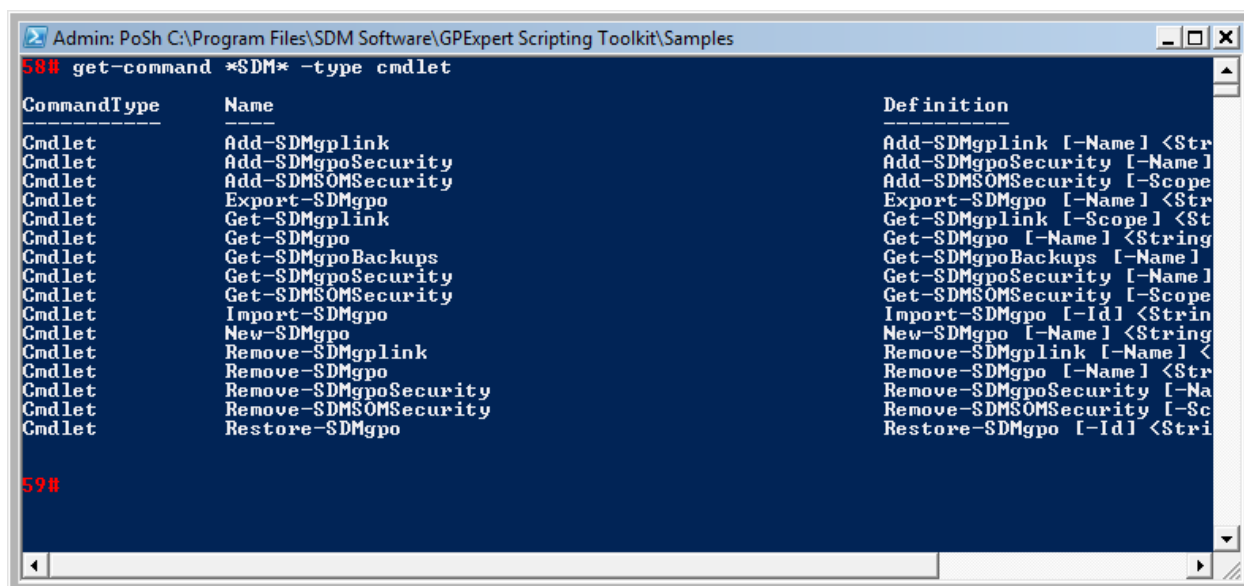 Admin: PoSh C:\Program Files\SDM Software\GPExpert Scripting Toolkit\Samples
58# get-command *SDM* -type cmdlet
CommandType Name Definition
----------- ---- ----------
Cmdlet Add-SDMgplink Add-SDMgplink [-Name] <Str
Cmdlet Add-SDMgpoSecurity Add-SDMgpoSecurity [-Name]
Cmdlet Add-SDMSOMSecurity Add-SDMSOMSecurity [-Scope
Cmdlet Export-SDMgpo Export-SDMgpo [-Name] <Str
Cmdlet Get-SDMgplink Get-SDMgplink [-Scope] <St
Cmdlet Get-SDMgpo Get-SDMgpo [-Name] <String
Cmdlet Get-SDMgpoBackups Get-SDMgpoBackups [-Name]
Cmdlet Get-SDMgpoSecurity Get-SDMgpoSecurity [-Name]
Cmdlet Get-SDMSOMSecurity Get-SDMSOMSecurity [-Scope
Cmdlet Import-SDMgpo Import-SDMgpo [-Id] <Strin
Cmdlet New-SDMgpo New-SDMgpo [-Name] <String
Cmdlet Remove-SDMgplink Remove-SDMgplink [-Name] <
Cmdlet Remove-SDMgpo Remove-SDMgpo [-Name] <Str
Cmdlet Remove-SDMgpoSecurity Remove-SDMgpoSecurity [-Na
Cmdlet Remove-SDMSOMSecurity Remove-SDMSOMSecurity [-Sc
Cmdlet Restore-SDMgpo Restore-SDMgpo [-Id] <Stri
59#